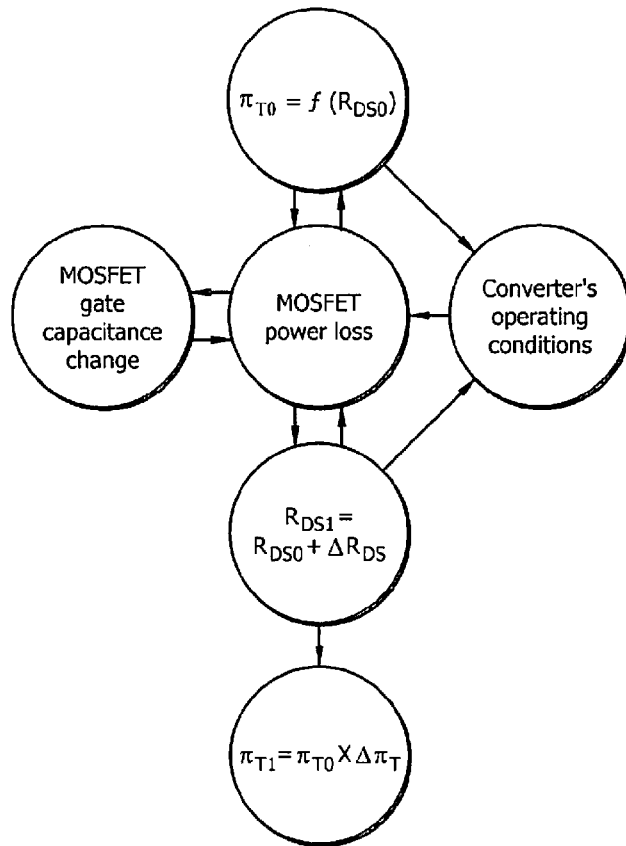 π_T0 = f (R_DS0)
MOSFET
gate
capacitance
change
MOSFET
power loss
Converter's
operating
conditions
R_DS1 =
R_DS0 + ΔR_DS
π_T1 = π_T0 X Δπ_T